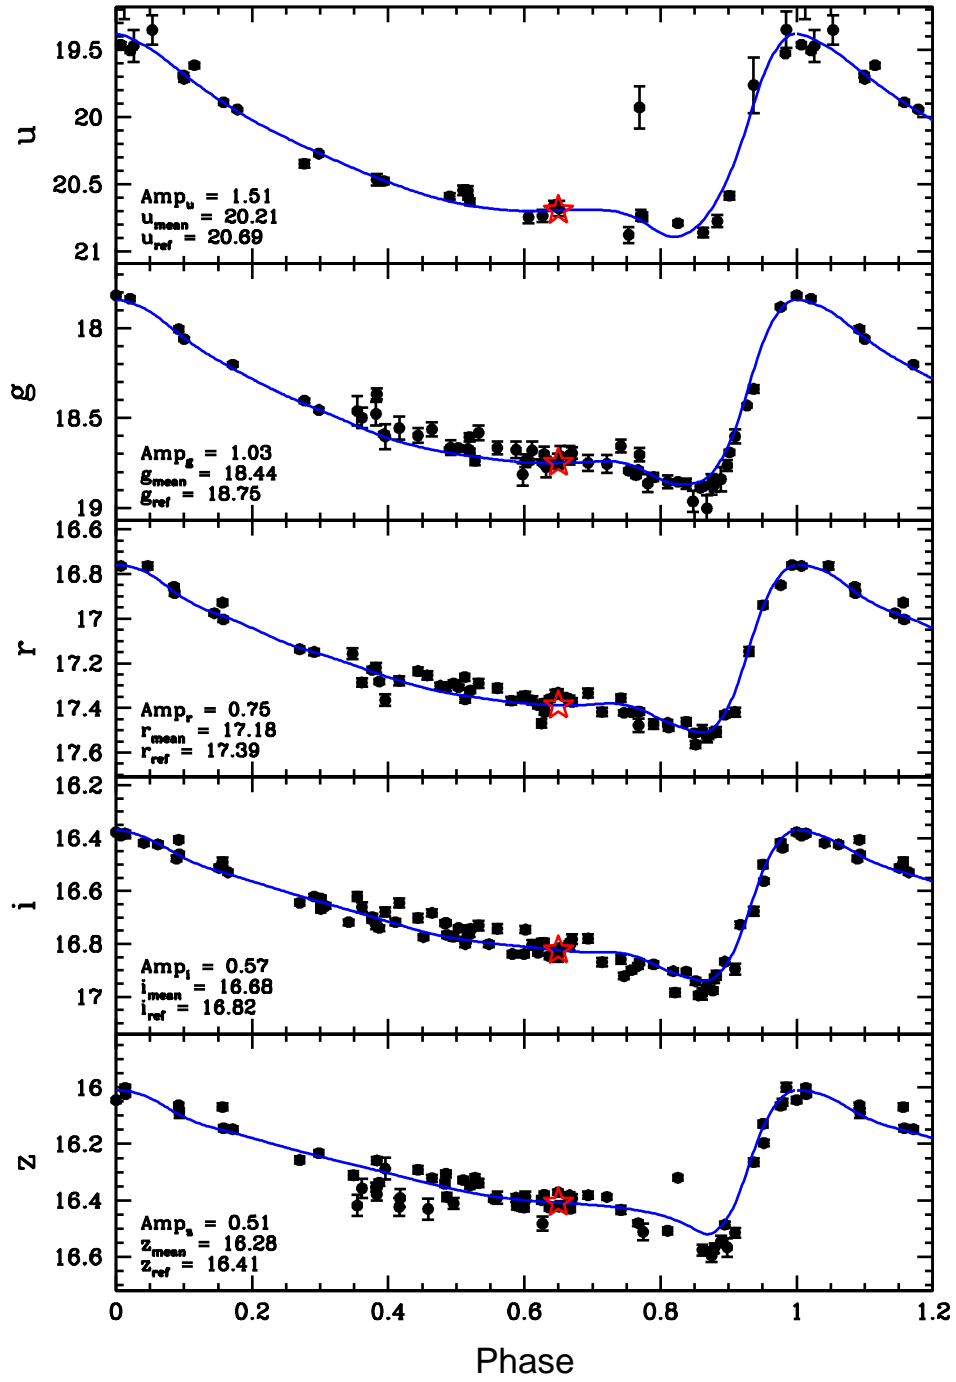 u
19.5
20
20.5
21
Amp_u = 1.51
u_mean = 20.21
u_ref = 20.69
g
18
18.5
19
Amp_g = 1.03
g_mean = 18.44
g_ref = 18.75
r
16.6
16.8
17
17.2
17.4
17.6
Amp_r = 0.75
r_mean = 17.18
r_ref = 17.39
i
16.2
16.4
16.6
16.8
17
Amp_i = 0.57
i_mean = 16.68
i_ref = 16.82
z
16
16.2
16.4
16.6
Amp_z = 0.51
z_mean = 16.28
z_ref = 16.41
0 0.2 0.4 0.6 0.8 1 1.2
Phase